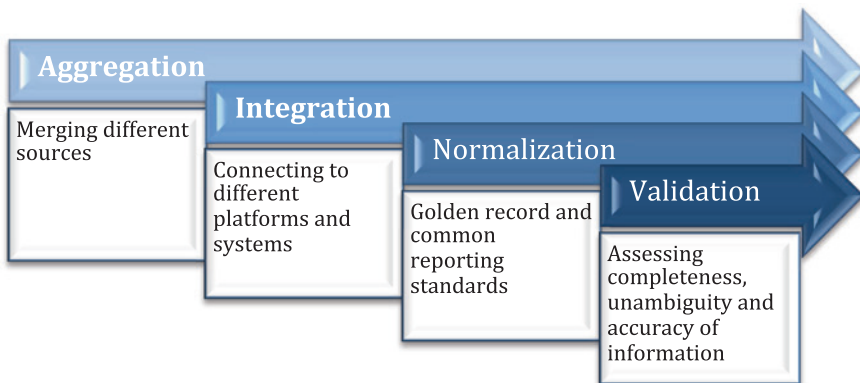 Aggregation
Merging different
sources
Integration
Connecting to
different
platforms and
systems
Normalization
Golden record and
common
reporting
standards
Validation
Assessing
completeness,
unambiguity and
accuracy of
information